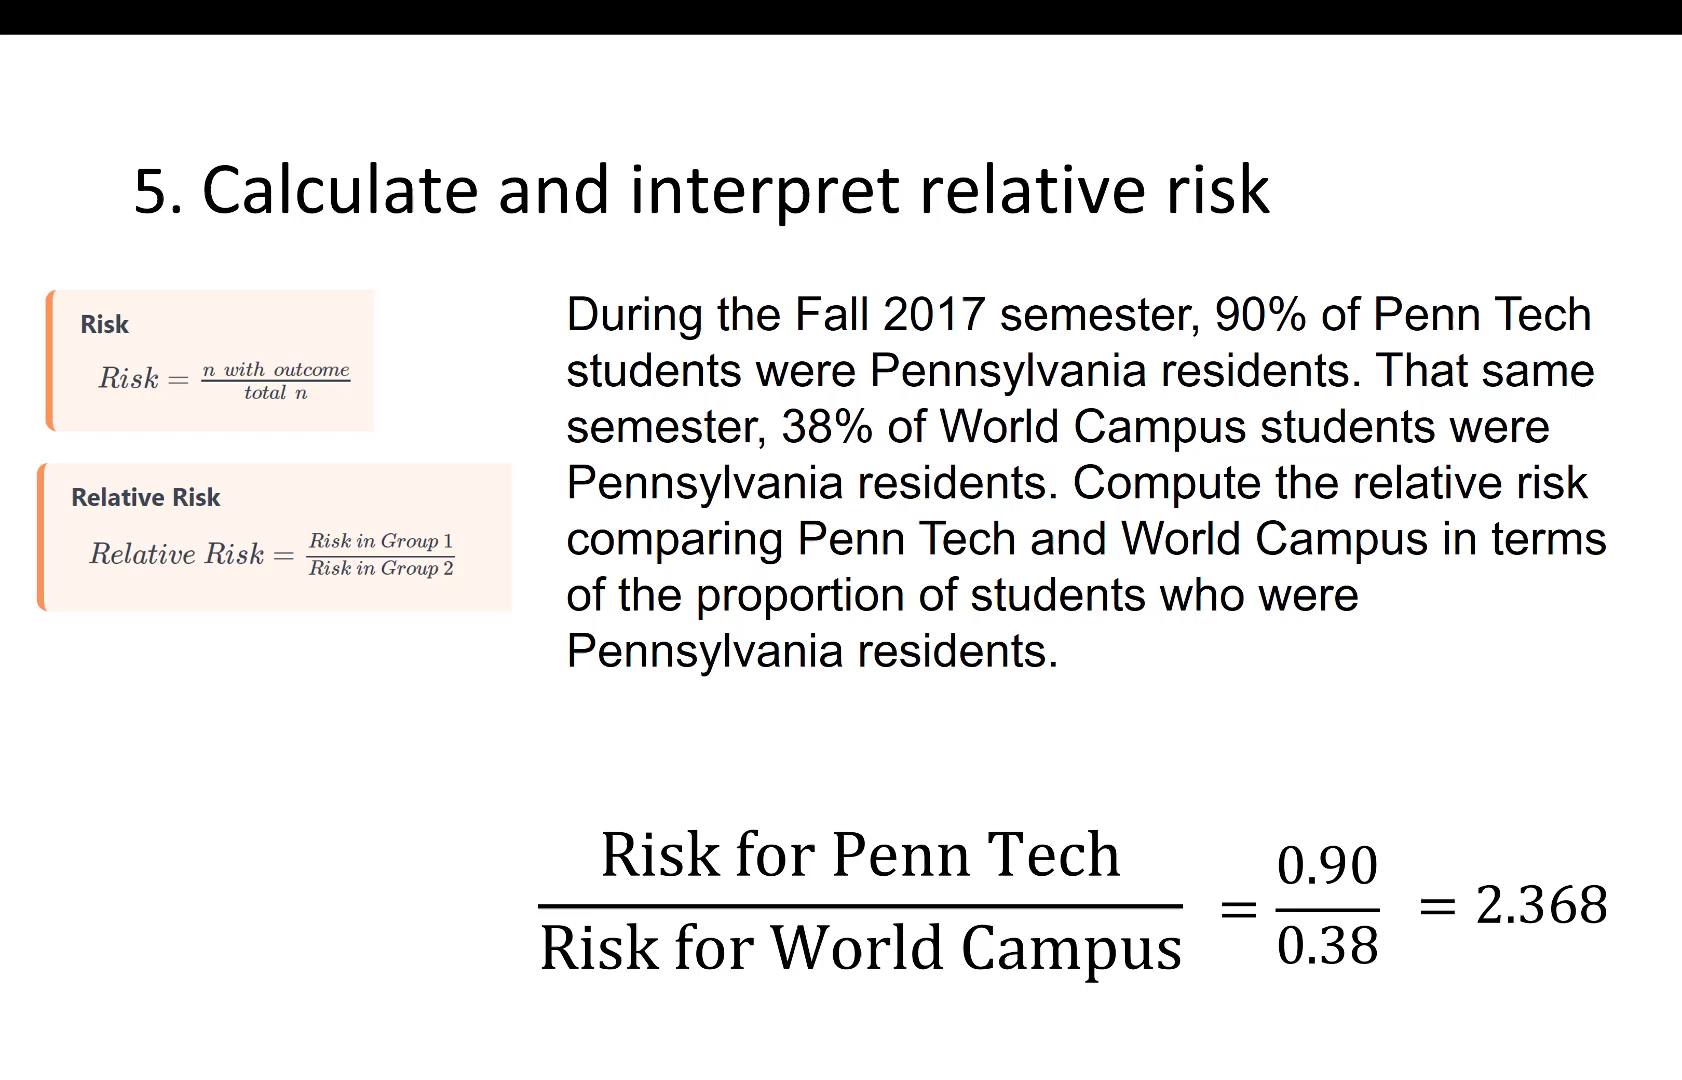 5. Calculate and interpret relative risk
Risk
Risk = n with outcome / total n
Relative Risk
Relative Risk = Risk in Group 1 / Risk in Group 2
During the Fall 2017 semester, 90% of Penn Tech
students were Pennsylvania residents. That same
semester, 38% of World Campus students were
Pennsylvania residents. Compute the relative risk
comparing Penn Tech and World Campus in terms
of the proportion of students who were
Pennsylvania residents.
Risk for Penn Tech / Risk for World Campus = 0.90 / 0.38 = 2.368